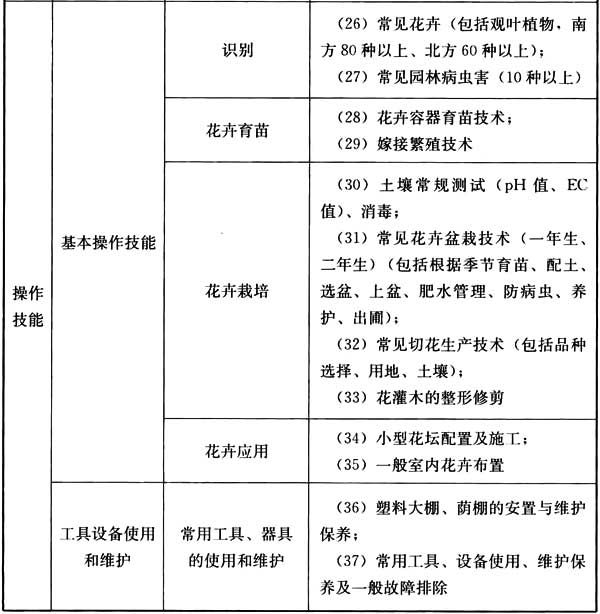 操作
技能
基本操作技能
识别
(26) 常见花卉（包括观叶植物，南
方 80 种以上、北方 60 种以上）；
(27) 常见园林病虫害（10 种以上）
花卉育苗
(28) 花卉容器育苗技术；
(29) 嫁接繁殖技术
花卉栽培
(30) 土壤常规测试（pH 值、EC
值）、消毒；
(31) 常见花卉盆栽技术（一年生、
二年生）（包括根据季节育苗、配土、
选盆、上盆、肥水管理、防病虫、养
护、出圃）；
(32) 常见切花生产技术（包括品种
选择、用地、土壤）；
(33) 花灌木的整形修剪
花卉应用
(34) 小型花坛配置及施工；
(35) 一般室内花卉布置
工具设备使用
和维护
常用工具、器具
的使用和维护
(36) 塑料大棚、荫棚的安置与维护
保养；
(37) 常用工具、设备使用、维护保
养及一般故障排除